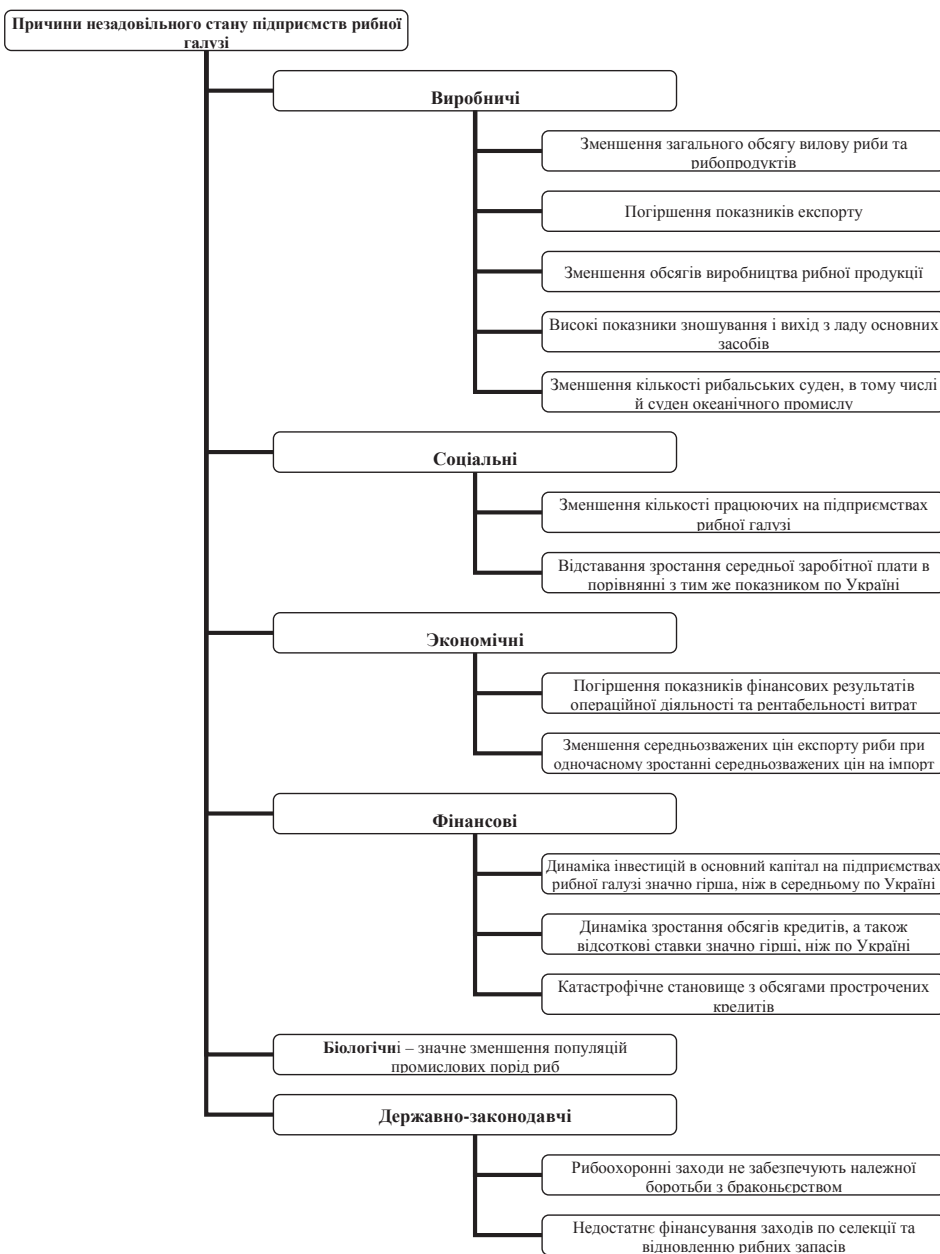 Причини незадовільного стану підприємств рибної
галузі
Виробничі
Зменшення загального обсягу вилову риби та
рибопродуктів
Погіршення показників експорту
Зменшення обсягів виробництва рибної продукції
Високі показники зношування і вихід з ладу основних
засобів
Зменшення кількості рибальських суден, в тому числі
й суден океанічного промислу
Соціальні
Зменшення кількості працюючих на підприємствах
рибної галузі
Відставання зростання середньої заробітної плати в
порівнянні з тим же показником по Україні
Экономічні
Погіршення показників фінансових результатів
операційної діяльності та рентабельності витрат
Зменшення середньозважених цін експорту риби при
одночасному зростанні середньозважених цін на імпорт
Фінансові
Динаміка інвестицій в основний капітал на підприємствах
рибної галузі значно гірша, ніж в середньому по Україні
Динаміка зростання обсягів кредитів, а також
відсоткові ставки значно гірші, ніж по Україні
Катастрофічне становище з обсягами прострочених
кредитів
Біологічні – значне зменшення популяцій
промислових порід риб
Державно-законодавчі
Рибоохоронні заходи не забезпечують належної
боротьби з браконьєрством
Недостатнє фінансування заходів по селекції та
відновленню рибних запасів